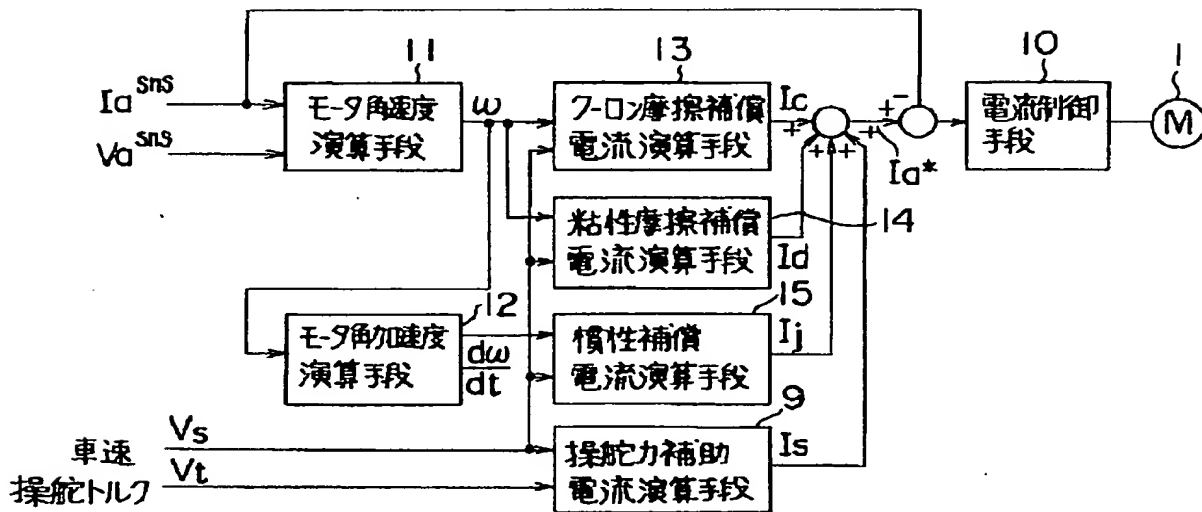 11
13
10
1
Ia sns
Va sns
モータ角速度
演算手段
ω
クーロン摩擦補償
電流演算手段
Ic
+
+
+
+
+
-
Ia*
電流制御
手段
M
粘性摩擦補償
電流演算手段
14
Id
12
モータ角加速度
演算手段
dω
dt
15
慣性補償
電流演算手段
Ij
9
車速
Vs
操舵トルク
Vt
操舵力補助
電流演算手段
Is